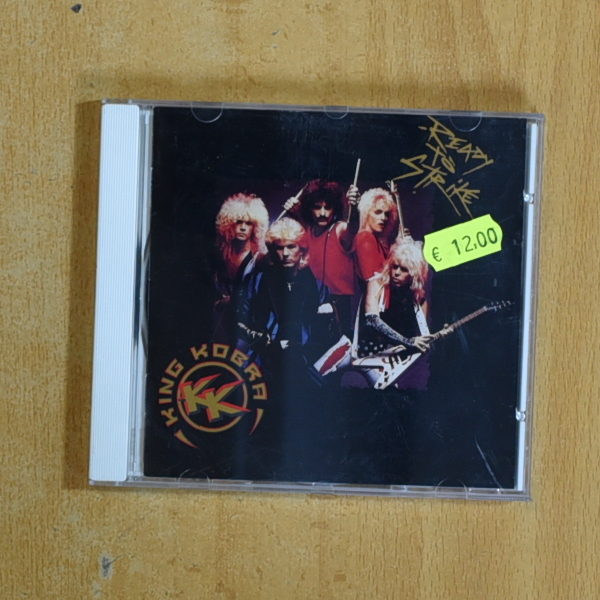 READY
TO
STRIKE
€ 12,00
KING KOBRA
KK